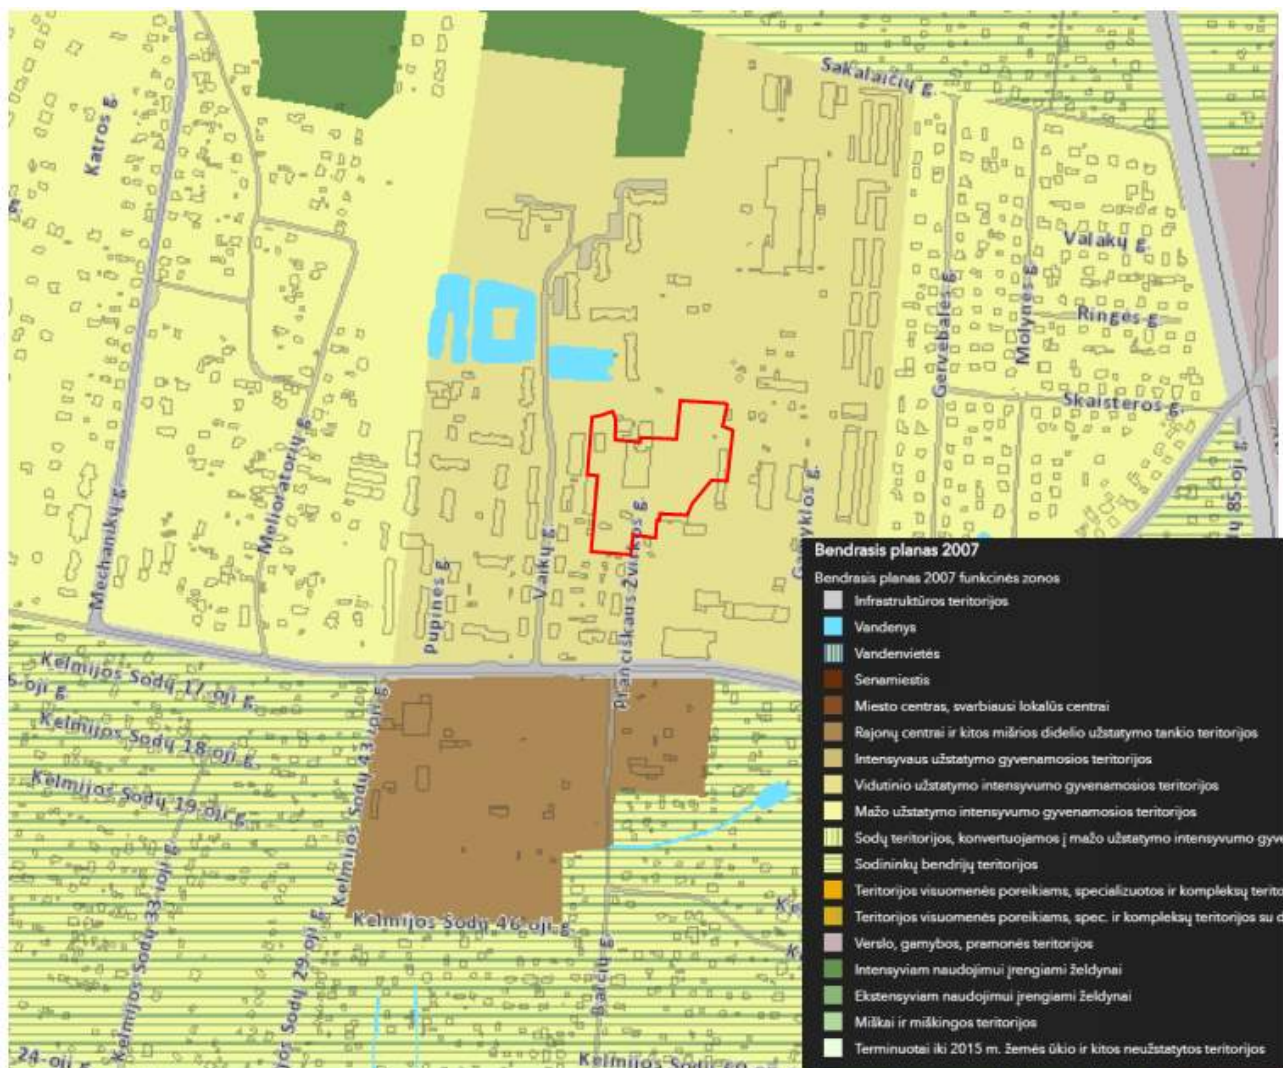 Sakalaičių g.
Katros g.
Valakų g.
Ringės g.
Molynės g.
Gervebalės g.
Skaisteros g.
Melioratorių g.
Mechanikų g.
Vaikų g.
Pupinės g.
Pranciškaus Žvirkos g.
85-oji g.
Kelmijos Sodų 17-oji g.
Kelmijos Sodų 18-oji g.
Kelmijos Sodų 19-oji g.
Kelmijos Sodų 43-ioji g.
Kelmijos Sodų 33-ioji g.
Sodų 29-oji g.
Kelmijos Sodų 46-oji g.
24-oji g.
Bendrasis planas 2007
Bendrasis planas 2007 funkcinės zonos
Infrastruktūros teritorijos
Vandenys
Vandenvietės
Senamiestis
Miesto centras, svarbiausi lokalūs centrai
Rajonų centrai ir kitos mišrios didelio užstatymo tankio teritorijos
Intensyvaus užstatymo gyvenamosios teritorijos
Vidutinio užstatymo intensyvumo gyvenamosios teritorijos
Mažo užstatymo intensyvumo gyvenamosios teritorijos
Sodų teritorijos, konvertuojamos į mažo užstatymo intensyvumo gyve
Sodininkų bendrijų teritorijos
Teritorijos visuomenės poreikiams, specializuotos ir kompleksų terito
Teritorijos visuomenės poreikiams, spec. ir kompleksų teritorijos su d
Verslo, gamybos, pramonės teritorijos
Intensyviam naudojimui įrengiami želdynai
Ekstensyviam naudojimui įrengiami želdynai
Miškai ir miškingos teritorijos
Terminuotai iki 2015 m. žemės ūkio ir kitos neužstatytos teritorijos